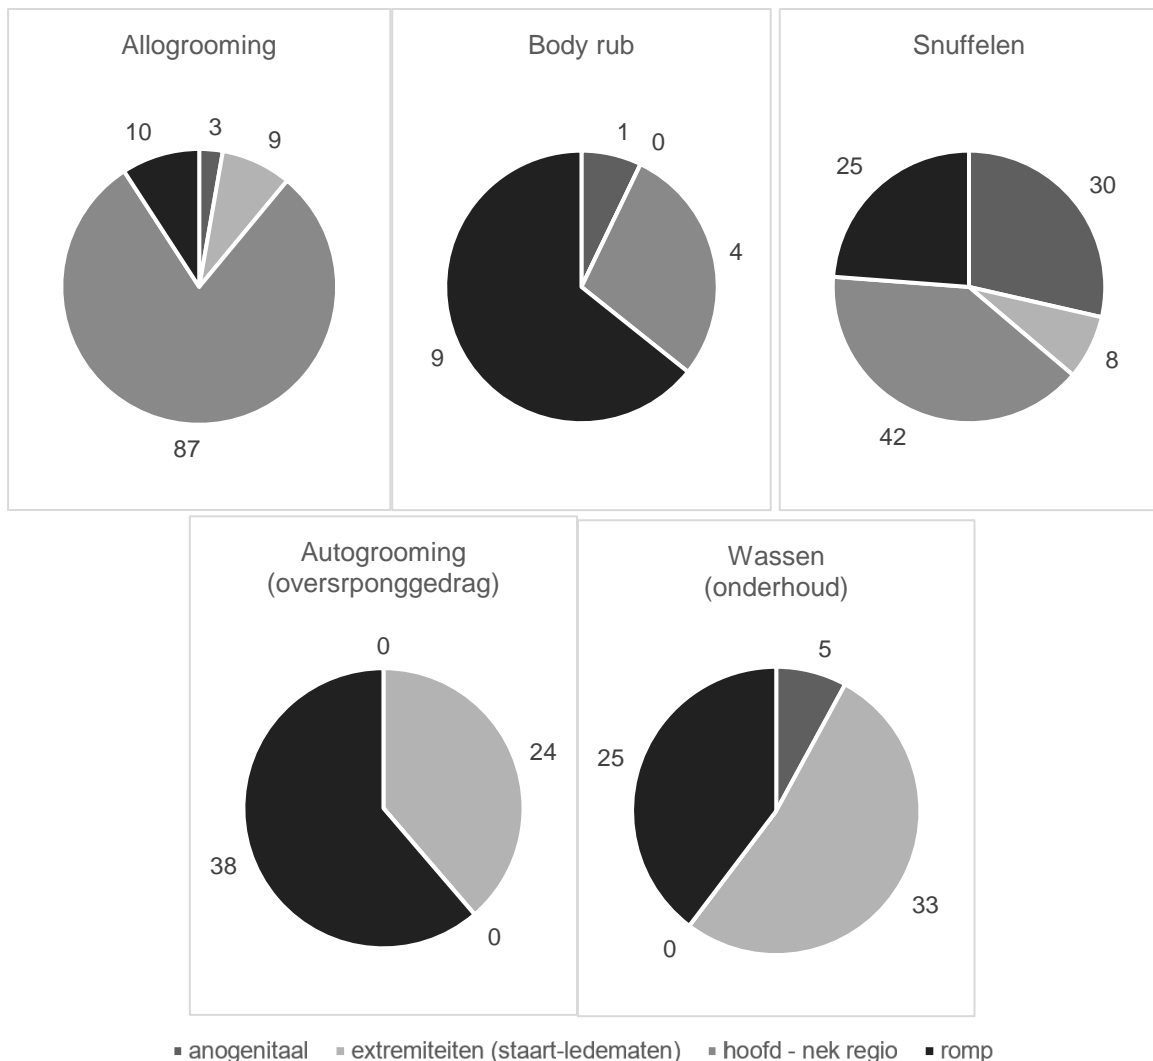 Allogrooming
3
9
87
10
Body rub
1
0
4
9
Snuffelen
30
8
42
25
Autogrooming
(oversrponggedrag)
0
24
0
38
Wassen
(onderhoud)
5
33
0
25
anogenitaal extremiteiten (staart-ledematen) hoofd - nek regio romp